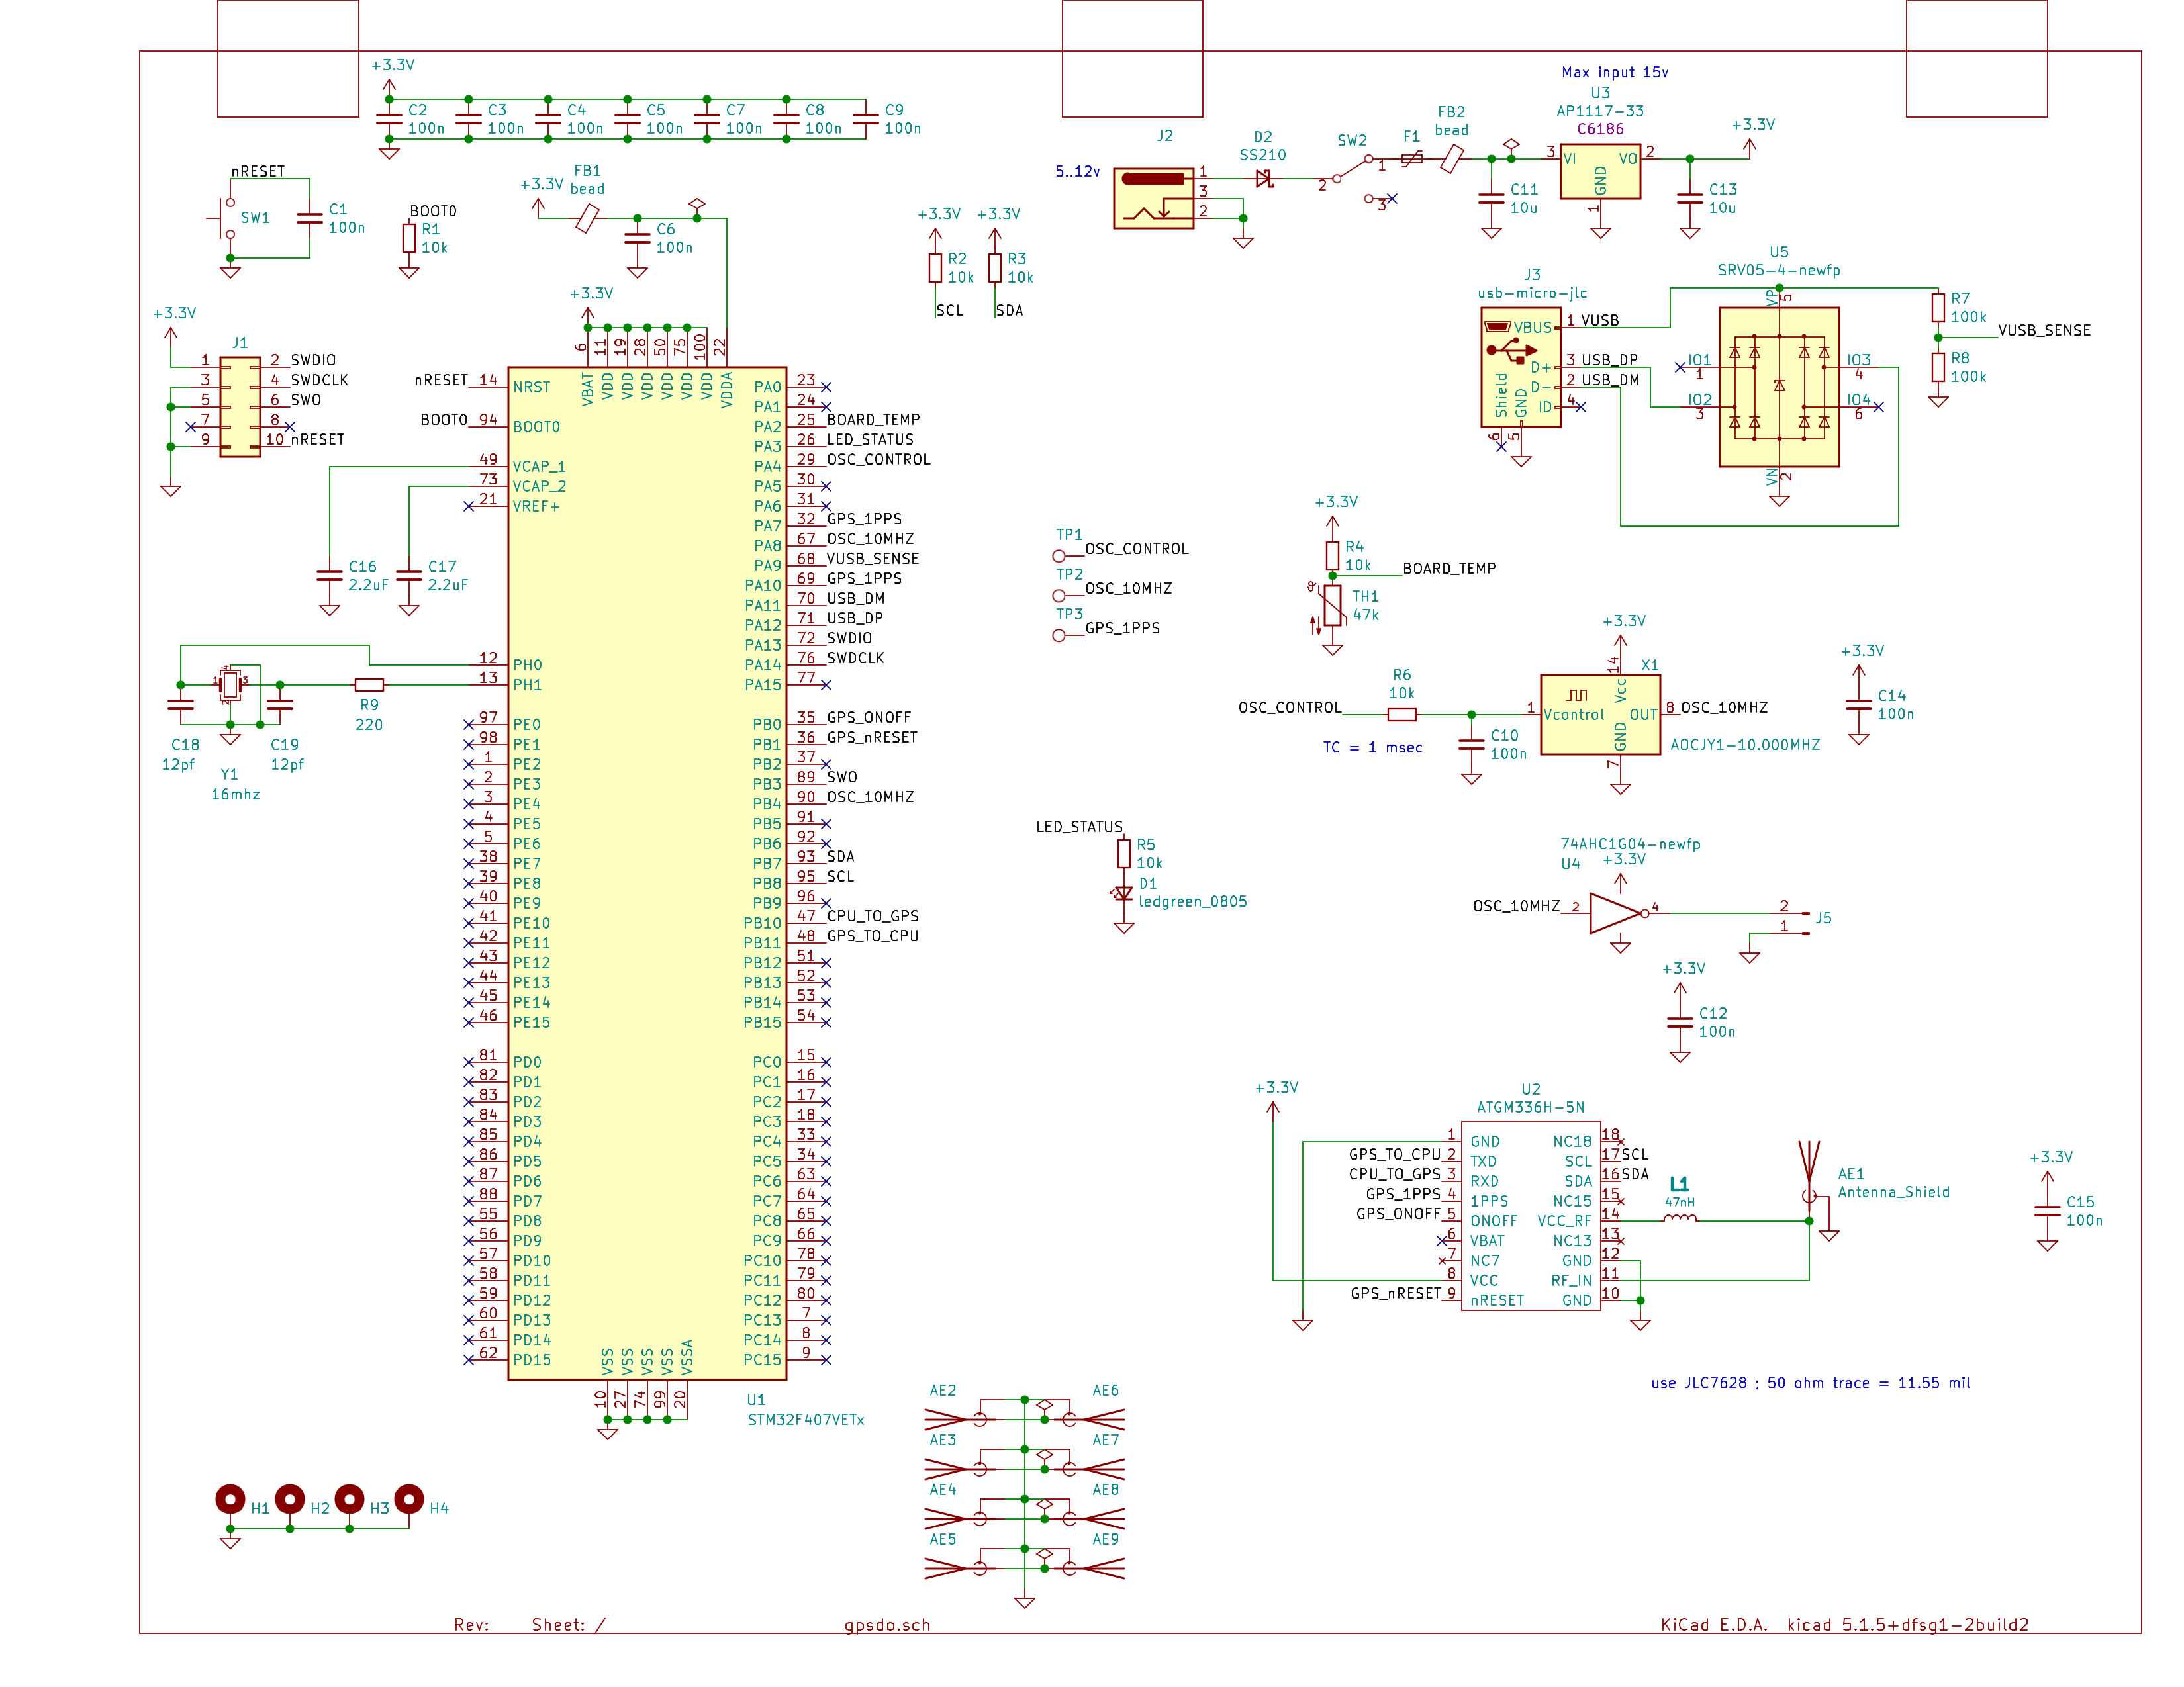 +3.3V
C2 100n
C3 100n
C4 100n
C5 100n
C7 100n
C8 100n
C9 100n
nRESET
SW1
C1 100n
BOOT0
R1 10k
+3.3V
FB1 bead
C6 100n
+3.3V
R2 10k
SCL
+3.3V
R3 10k
SDA
J2
5..12v
1
3
2
D2
SS210
SW2
2
1
3
F1
FB2
bead
C11 10u
Max input 15v
U3
AP1117-33
C6186
3 VI
VO 2
GND 1
C13 10u
+3.3V
+3.3V
J1
1
2 SWDIO
3
4 SWDCLK
5
6 SWO
7
8
9
10 nRESET
J3
usb-micro-jlc
VBUS 1 VUSB
D+ 3 USB_DP
D- 2 USB_DM
ID 4
Shield 6
GND 5
U5
SRV05-4-newfp
VP 5
IO1 1
IO2 3
IO3 4
IO4 6
VN 2
R7 100k
VUSB_SENSE
R8 100k
+3.3V
6 VBAT
11 VDD
19 VDD
28 VDD
50 VDD
75 VDD
100 VDD
22 VDDA
nRESET 14 NRST
BOOT0 94 BOOT0
49 VCAP_1
73 VCAP_2
21 VREF+
C16 2.2uF
C17 2.2uF
12 PH0
13 PH1
1
2
3
4
R9
220
C18
12pf
C19
12pf
Y1
16mhz
97 PE0
98 PE1
1 PE2
2 PE3
3 PE4
4 PE5
5 PE6
38 PE7
39 PE8
40 PE9
41 PE10
42 PE11
43 PE12
44 PE13
45 PE14
46 PE15
81 PD0
82 PD1
83 PD2
84 PD3
85 PD4
86 PD5
87 PD6
88 PD7
55 PD8
56 PD9
57 PD10
58 PD11
59 PD12
60 PD13
61 PD14
62 PD15
PA0 23
PA1 24
PA2 25 BOARD_TEMP
PA3 26 LED_STATUS
PA4 29 OSC_CONTROL
PA5 30
PA6 31
PA7 32 GPS_1PPS
PA8 67 OSC_10MHZ
PA9 68 VUSB_SENSE
PA10 69 GPS_1PPS
PA11 70 USB_DM
PA12 71 USB_DP
PA13 72 SWDIO
PA14 76 SWDCLK
PA15 77
PB0 35 GPS_ONOFF
PB1 36 GPS_nRESET
PB2 37
PB3 89 SWO
PB4 90 OSC_10MHZ
PB5 91
PB6 92
PB7 93 SDA
PB8 95 SCL
PB9 96
PB10 47 CPU_TO_GPS
PB11 48 GPS_TO_CPU
PB12 51
PB13 52
PB14 53
PB15 54
PC0 15
PC1 16
PC2 17
PC3 18
PC4 33
PC5 34
PC6 63
PC7 64
PC8 65
PC9 66
PC10 78
PC11 79
PC12 80
PC13 7
PC14 8
PC15 9
VSS 10
VSS 27
VSS 74
VSS 99
VSSA 20
U1
STM32F407VETx
TP1
OSC_CONTROL
TP2
OSC_10MHZ
TP3
GPS_1PPS
+3.3V
R4 10k
BOARD_TEMP
TH1 47k
OSC_CONTROL
R6
10k
TC = 1 msec
C10 100n
+3.3V
X1
14 Vcc
1 Vcontrol
OUT 8 OSC_10MHZ
GND 7
AOCJY1-10.000MHZ
+3.3V
C14 100n
LED_STATUS
R5 10k
D1
ledgreen_0805
74AHC1G04-newfp
U4
+3.3V
OSC_10MHZ 2
4
2
1
J5
+3.3V
C12 100n
+3.3V
U2
ATGM336H-5N
1 GND
GPS_TO_CPU 2 TXD
CPU_TO_GPS 3 RXD
GPS_1PPS 4 1PPS
GPS_ONOFF 5 ONOFF
6 VBAT
7 NC7
8 VCC
GPS_nRESET 9 nRESET
NC18 18
SCL 17 SCL
SDA 16 SDA
NC15 15
VCC_RF 14
NC13 13
GND 12
RF_IN 11
GND 10
L1
47nH
AE1
Antenna_Shield
+3.3V
C15 100n
use JLC7628 ; 50 ohm trace = 11.55 mil
AE2
AE6
AE3
AE7
AE4
AE8
AE5
AE9
H1
H2
H3
H4
Rev: Sheet: / gpsdo.sch KiCad E.D.A. kicad 5.1.5+dfsg1-2build2